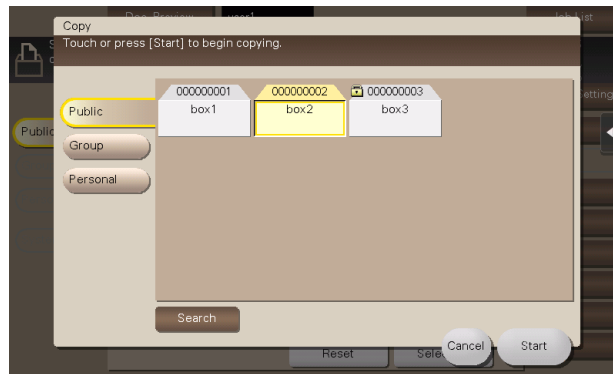 Copy
Touch or press [Start] to begin copying.
000000001
000000002
000000003
box1
box2
box3
Public
Group
Personal
Search
Cancel
Start
Public
Reset
Job List
user1